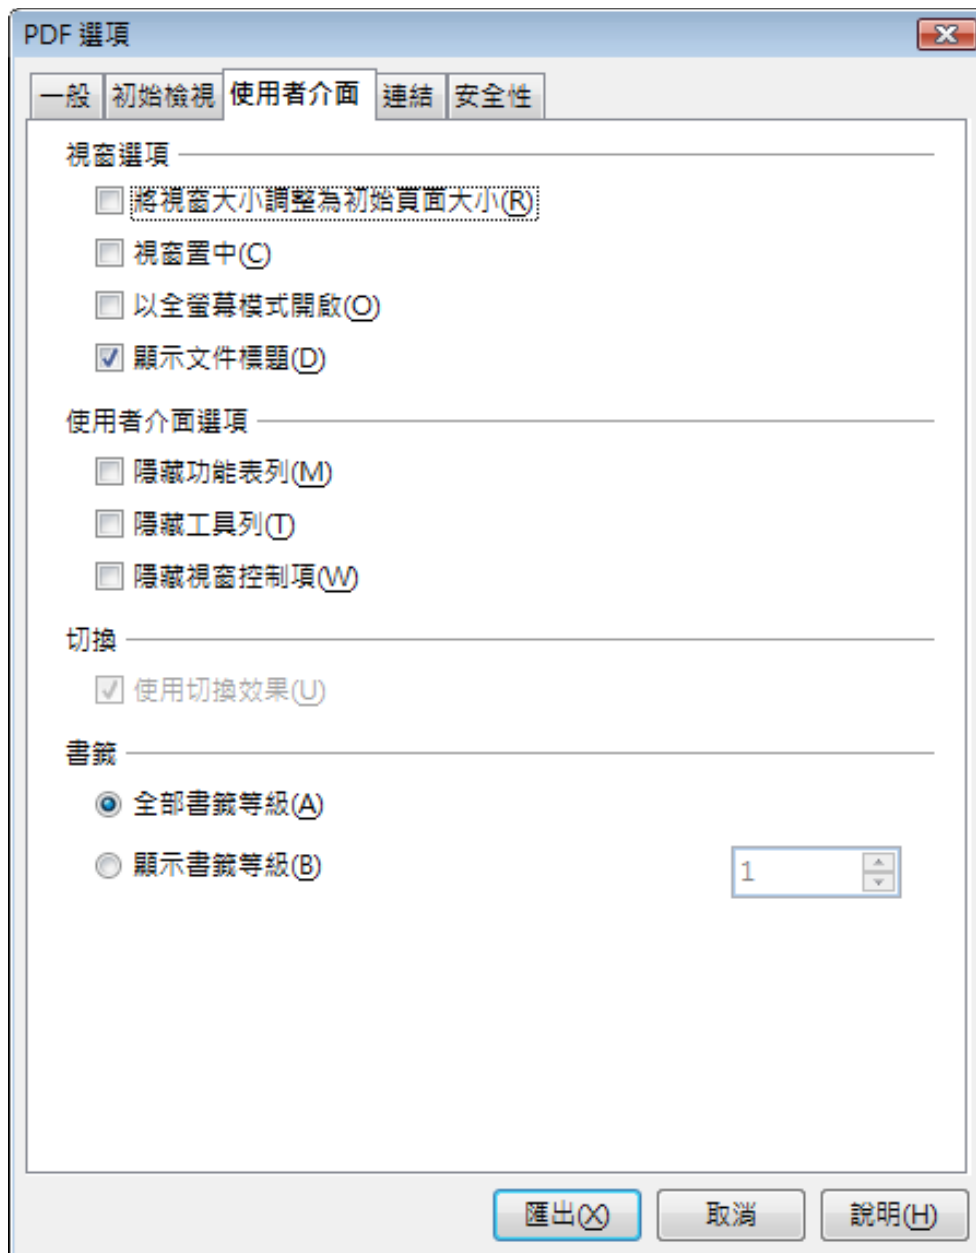 PDF 選項
一般 初始檢視 使用者介面 連結 安全性
視窗選項
將視窗大小調整為初始頁面大小(R)
視窗置中(C)
以全螢幕模式開啟(O)
顯示文件標題(D)
使用者介面選項
隱藏功能表列(M)
隱藏工具列(T)
隱藏視窗控制項(W)
切換
使用切換效果(U)
書籤
全部書籤等級(A)
顯示書籤等級(B) 1
匯出(X) 取消 說明(H)